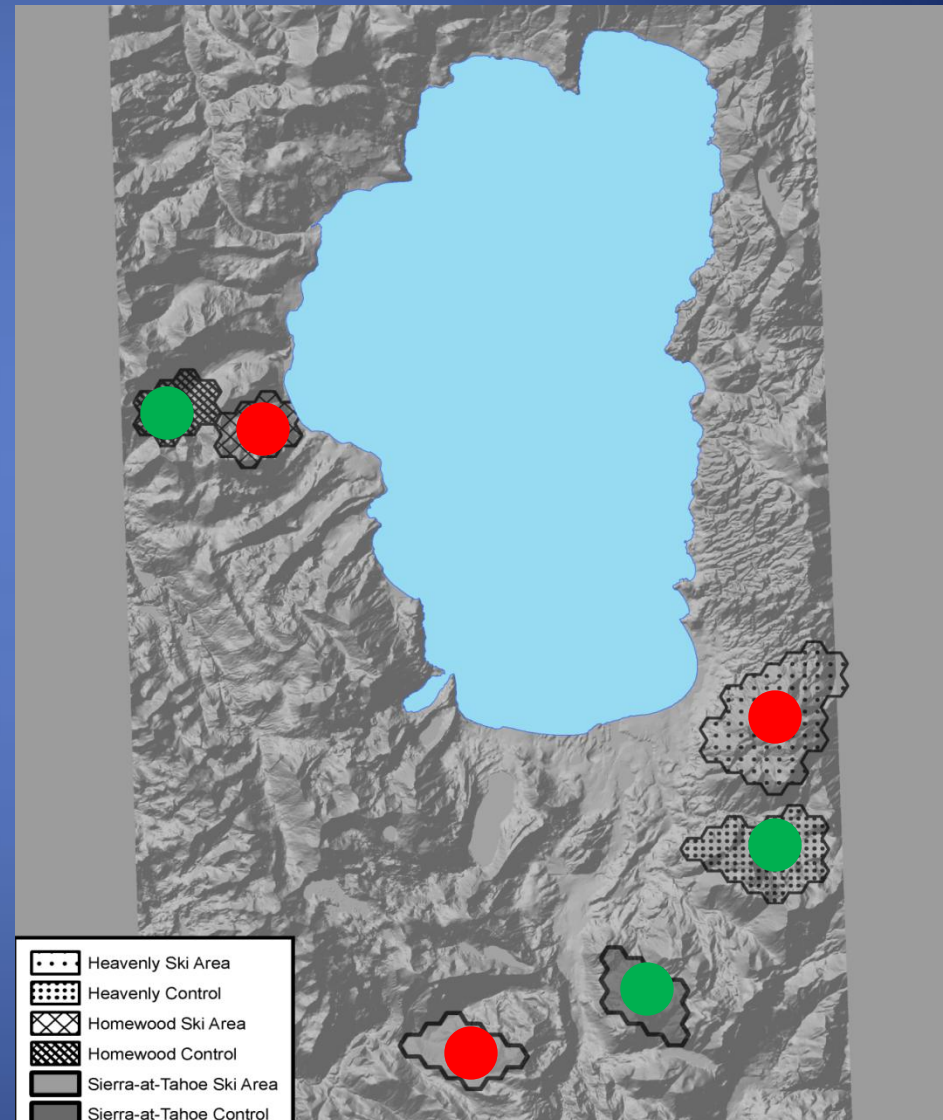 Heavenly Ski Area
Heavenly Control
Homewood Ski Area
Homewood Control
Sierra-at-Tahoe Ski Area
Sierra-at-Tahoe Control